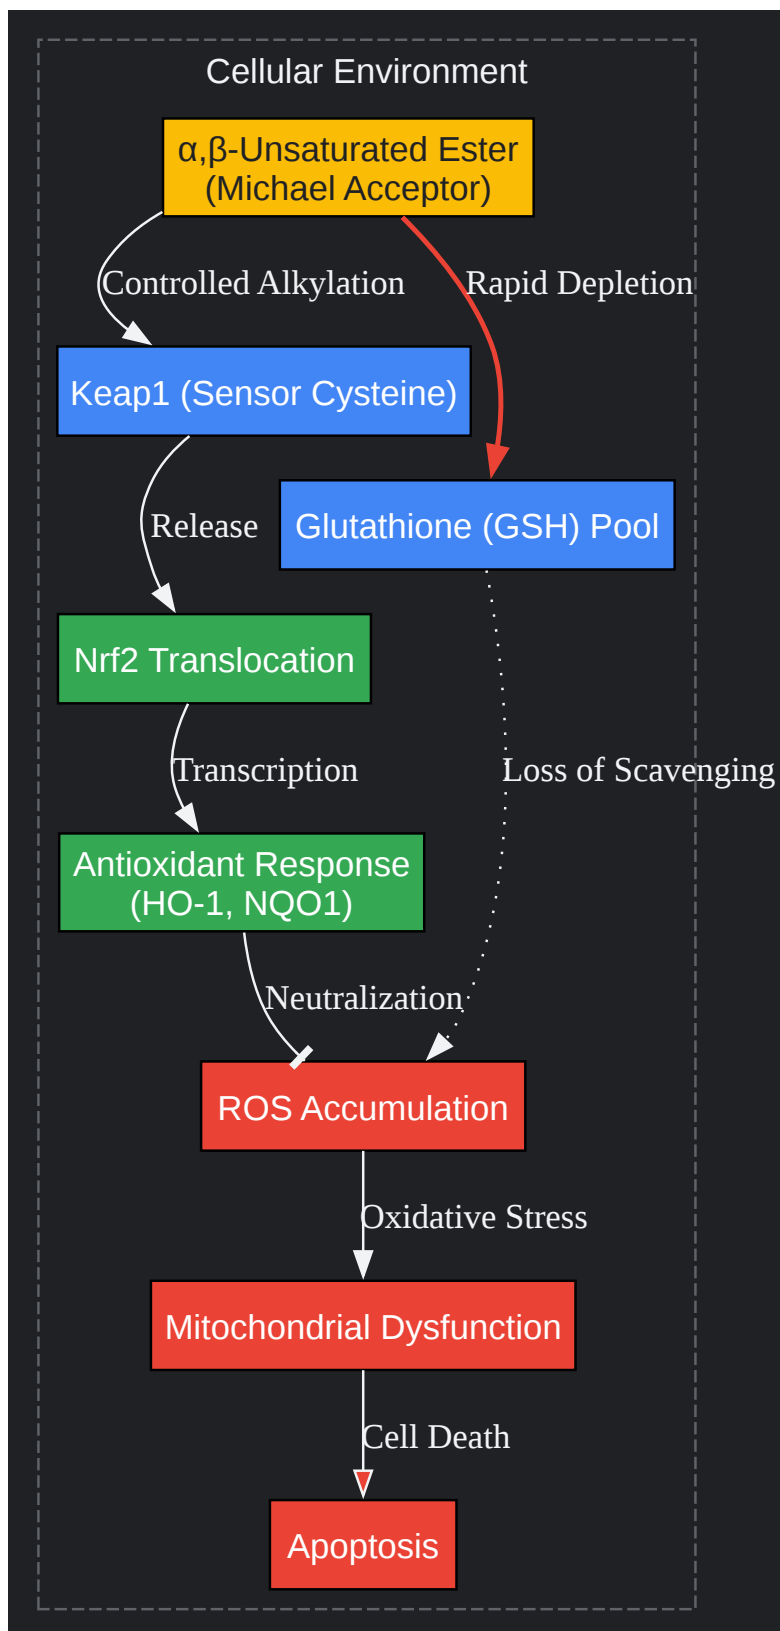 Cellular Environment
α,β-Unsaturated Ester
(Michael Acceptor)
Controlled Alkylation
Rapid Depletion
Keap1 (Sensor Cysteine)
Release
Glutathione (GSH) Pool
Nrf2 Translocation
Transcription
Loss of Scavenging
Antioxidant Response
(HO-1, NQO1)
Neutralization
ROS Accumulation
Oxidative Stress
Mitochondrial Dysfunction
Cell Death
Apoptosis